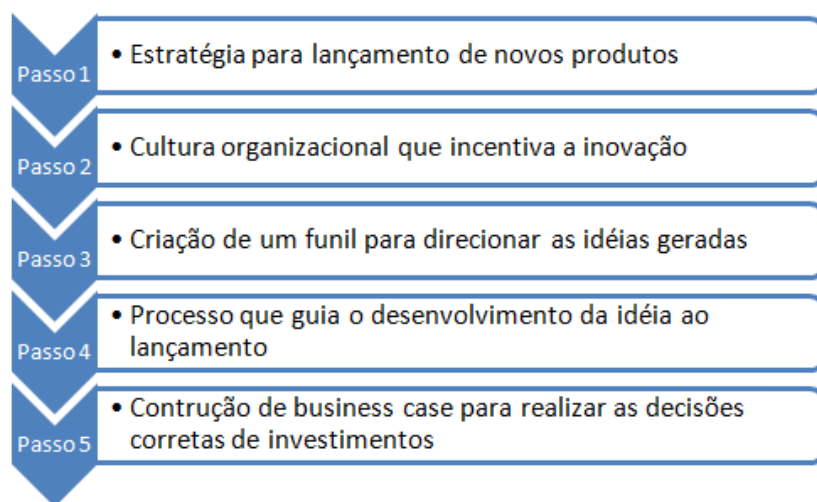 Passo 1
• Estratégia para lançamento de novos produtos
Passo 2
• Cultura organizacional que incentiva a inovação
Passo 3
• Criação de um funil para direcionar as idéias geradas
Passo 4
• Processo que guia o desenvolvimento da idéia ao
lançamento
Passo 5
• Contrução de business case para realizar as decisões
corretas de investimentos